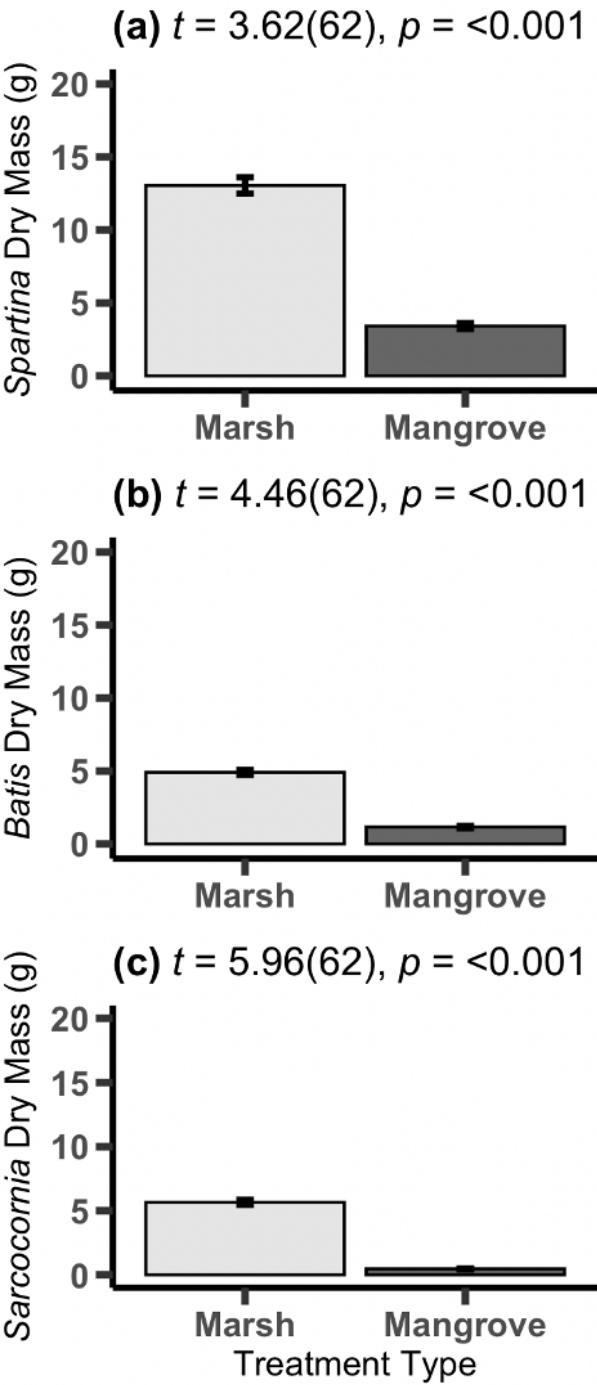 (a) t = 3.62(62), p = <0.001
Spartina Dry Mass (g)
20
15
10
5
0
Marsh Mangrove
(b) t = 4.46(62), p = <0.001
Batis Dry Mass (g)
20
15
10
5
0
Marsh Mangrove
(c) t = 5.96(62), p = <0.001
Sarcocornia Dry Mass (g)
20
15
10
5
0
Marsh Mangrove
Treatment Type